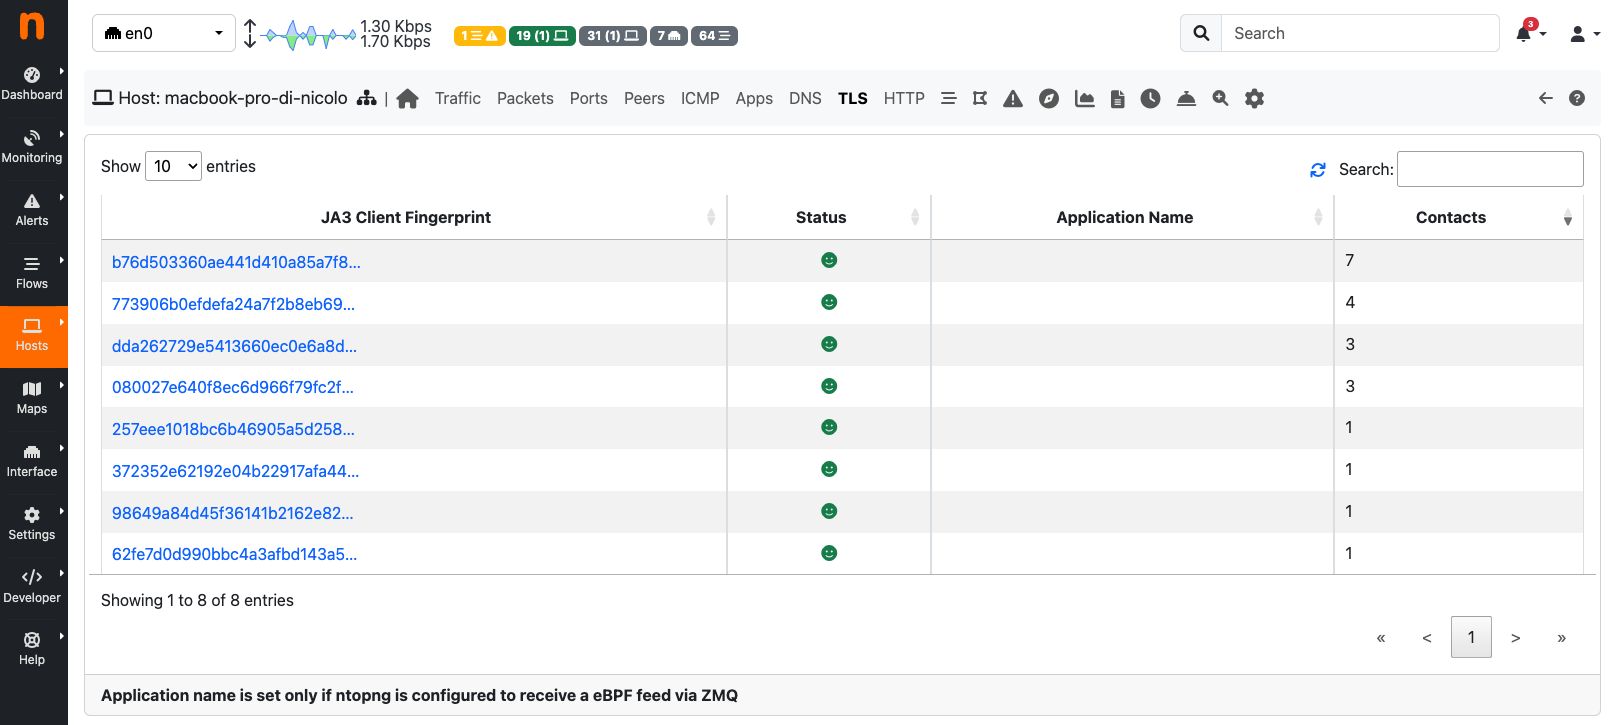 n
en0
1.30 Kbps
1.70 Kbps
1
19 (1)
31 (1)
7
64
Search
3
Dashboard
Monitoring
Alerts
Flows
Hosts
Maps
Interface
Settings
Developer
Help
Host: macbook-pro-di-nicolo | Traffic Packets Ports Peers ICMP Apps DNS TLS HTTP
Show 10 entries
Search:
JA3 Client Fingerprint Status Application Name Contacts
b76d503360ae441d410a85a7f8... 7
773906b0efdefa24a7f2b8eb69... 4
dda262729e5413660ec0e6a8d... 3
080027e640f8ec6d966f79fc2f... 3
257eee1018bc6b46905a5d258... 1
372352e62192e04b22917afa44... 1
98649a84d45f36141b2162e82... 1
62fe7d0d990bbc4a3afbd143a5... 1
Showing 1 to 8 of 8 entries
« < 1 > »
Application name is set only if ntopng is configured to receive a eBPF feed via ZMQ